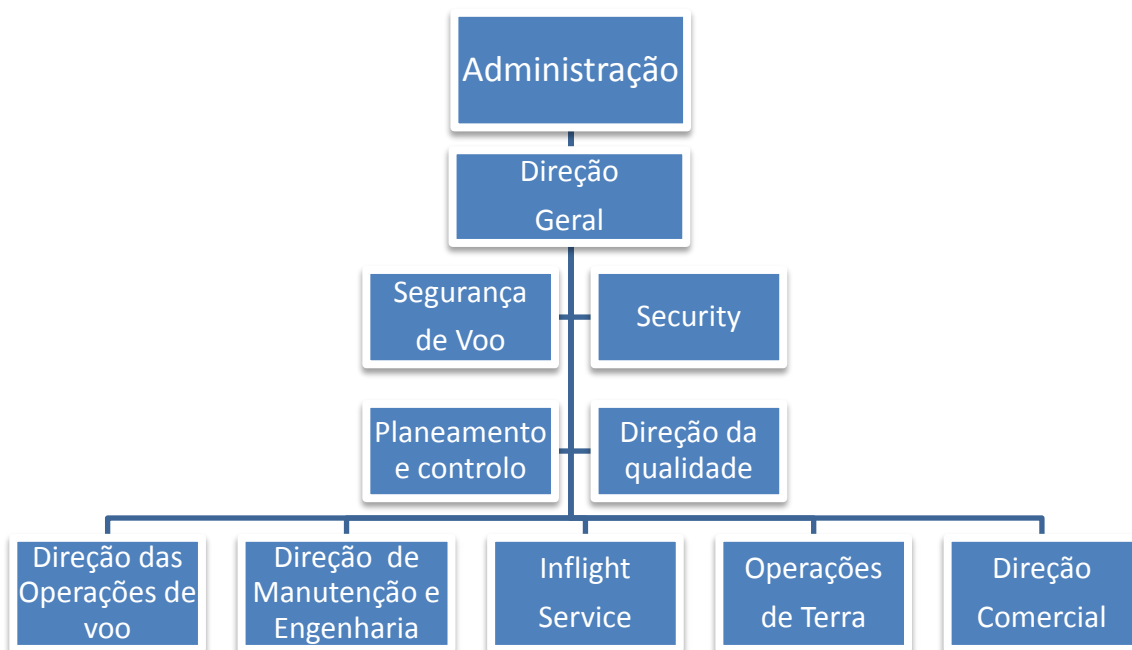 Administração
Direção
Geral
Segurança
de Voo
Security
Planeamento
e controlo
Direção da
qualidade
Direção das
Operações de
voo
Direção de
Manutenção e
Engenharia
Inflight
Service
Operações
de Terra
Direção
Comercial